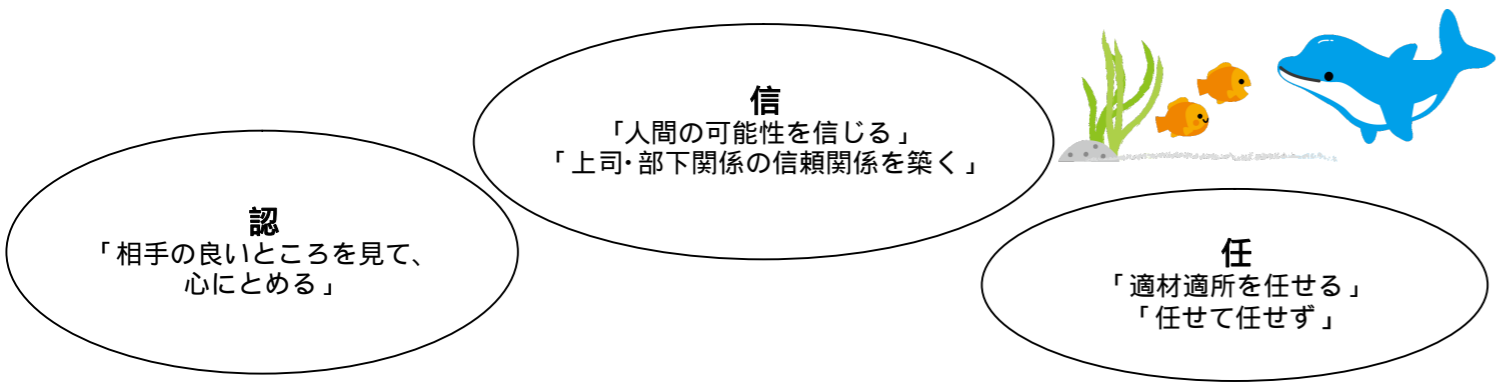 認
「相手の良いところを見て、
心にとめる」
信
「人間の可能性を信じる」
「上司･部下関係の信頼関係を築く」
任
「適材適所を任せる」
「任せて任せず」